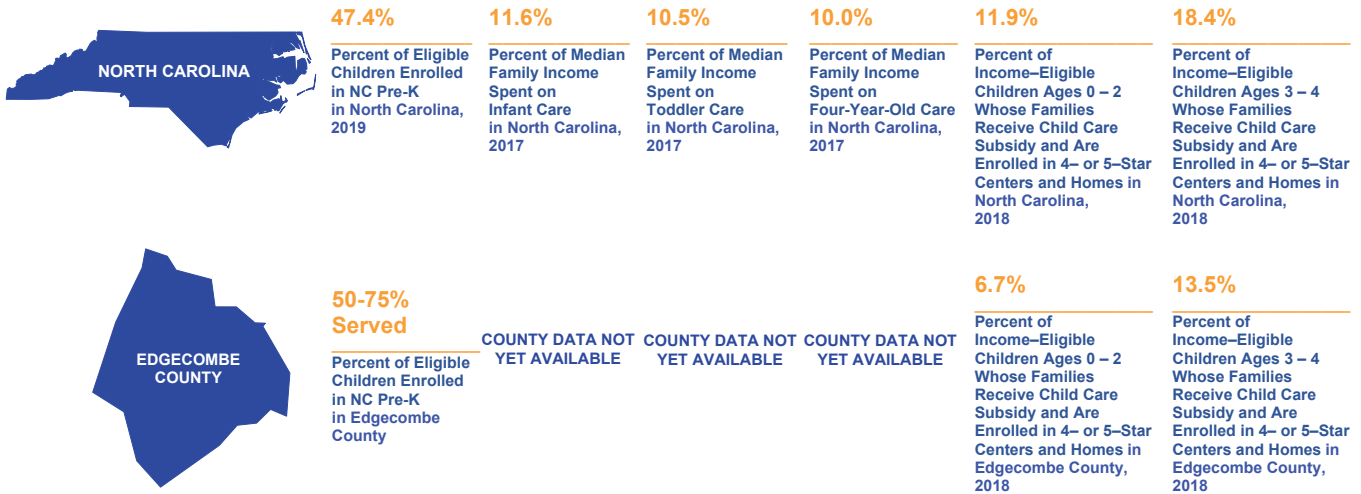 NORTH CAROLINA
47.4%
Percent of Eligible
Children Enrolled
in NC Pre-K
in North Carolina,
2019
11.6%
Percent of Median
Family Income
Spent on
Infant Care
in North Carolina,
2017
10.5%
Percent of Median
Family Income
Spent on
Toddler Care
in North Carolina,
2017
10.0%
Percent of Median
Family Income
Spent on
Four-Year-Old Care
in North Carolina,
2017
11.9%
Percent of
Income–Eligible
Children Ages 0 – 2
Whose Families
Receive Child Care
Subsidy and Are
Enrolled in 4– or 5–Star
Centers and Homes in
North Carolina,
2018
18.4%
Percent of
Income–Eligible
Children Ages 3 – 4
Whose Families
Receive Child Care
Subsidy and Are
Enrolled in 4– or 5–Star
Centers and Homes in
North Carolina,
2018
EDGECOMBE
COUNTY
50-75%
Served
Percent of Eligible
Children Enrolled
in NC Pre-K
in Edgecombe
County
COUNTY DATA NOT
YET AVAILABLE
COUNTY DATA NOT
YET AVAILABLE
COUNTY DATA NOT
YET AVAILABLE
6.7%
Percent of
Income–Eligible
Children Ages 0 – 2
Whose Families
Receive Child Care
Subsidy and Are
Enrolled in 4– or 5–Star
Centers and Homes in
Edgecombe County,
2018
13.5%
Percent of
Income–Eligible
Children Ages 3 – 4
Whose Families
Receive Child Care
Subsidy and Are
Enrolled in 4– or 5–Star
Centers and Homes in
Edgecombe County,
2018